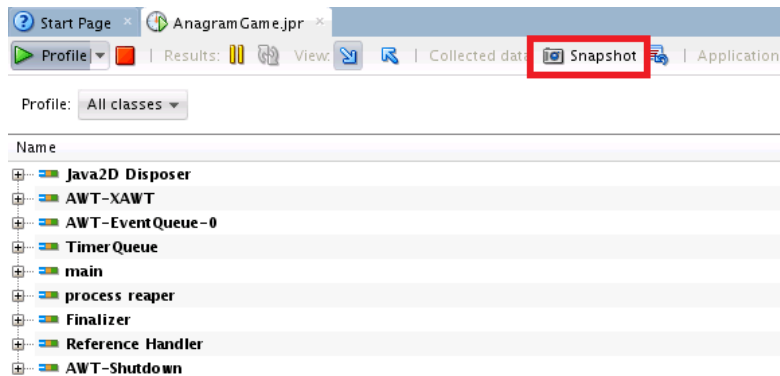 Start Page AnagramGame.jpr
Profile Results: View: Collected data Snapshot Application
Profile: All classes
Name
Java2D Disposer
AWT-XAWT
AWT-EventQueue-0
TimerQueue
main
process reaper
Finalizer
Reference Handler
AWT-Shutdown